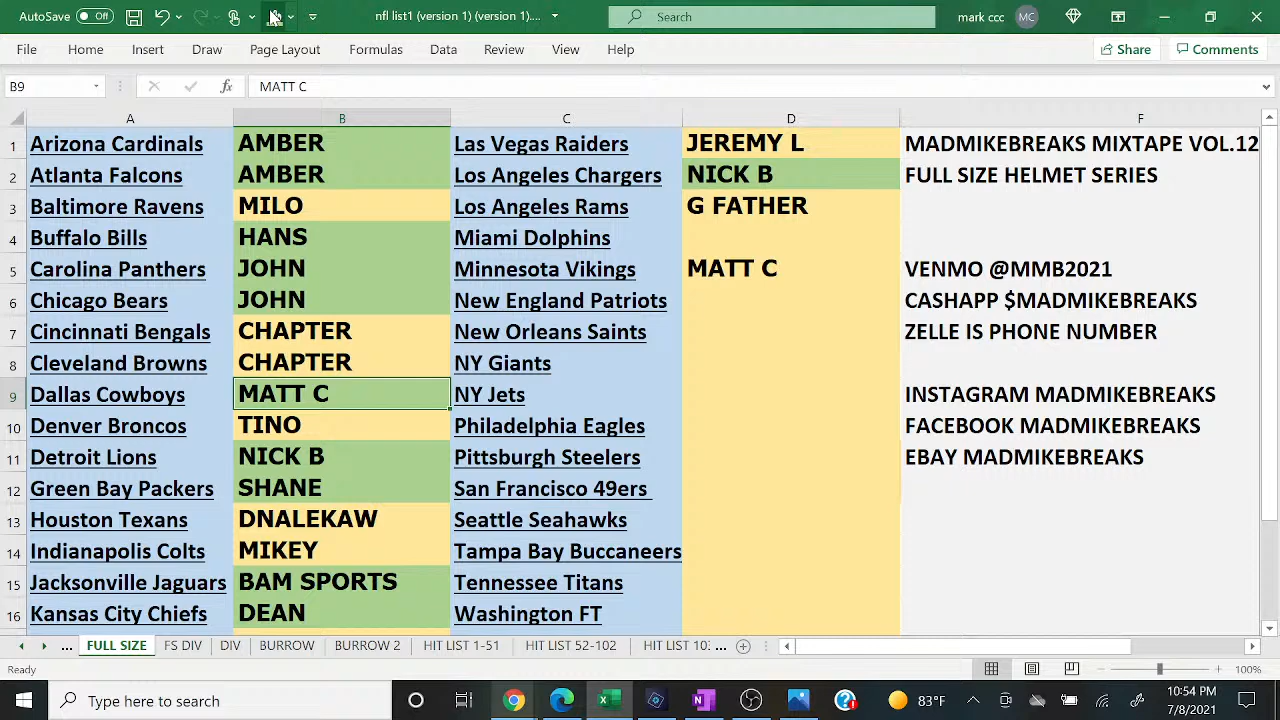 AutoSave Off nfl list1 (version 1) (version 1).... Search mark ccc MC
File Home Insert Draw Page Layout Formulas Data Review View Help Share Comments
B9 fx MATT C
A B C D F
1 Arizona Cardinals AMBER Las Vegas Raiders JEREMY L MADMIKEBREAKS MIXTAPE VOL.12
2 Atlanta Falcons AMBER Los Angeles Chargers NICK B FULL SIZE HELMET SERIES
3 Baltimore Ravens MILO Los Angeles Rams G FATHER
4 Buffalo Bills HANS Miami Dolphins
5 Carolina Panthers JOHN Minnesota Vikings MATT C VENMO @MMB2021
6 Chicago Bears JOHN New England Patriots CASHAPP $MADMIKEBREAKS
7 Cincinnati Bengals CHAPTER New Orleans Saints ZELLE IS PHONE NUMBER
8 Cleveland Browns CHAPTER NY Giants
9 Dallas Cowboys MATT C NY Jets INSTAGRAM MADMIKEBREAKS
10 Denver Broncos TINO Philadelphia Eagles FACEBOOK MADMIKEBREAKS
11 Detroit Lions NICK B Pittsburgh Steelers EBAY MADMIKEBREAKS
12 Green Bay Packers SHANE San Francisco 49ers
13 Houston Texans DNALEKAW Seattle Seahawks
14 Indianapolis Colts MIKEY Tampa Bay Buccaneers
15 Jacksonville Jaguars BAM SPORTS Tennessee Titans
16 Kansas City Chiefs DEAN Washington FT
... FULL SIZE FS DIV DIV BURROW BURROW 2 HIT LIST 1-51 HIT LIST 52-102 HIT LIST 10: ...
Ready 100%
Type here to search 83°F 10:54 PM
7/8/2021